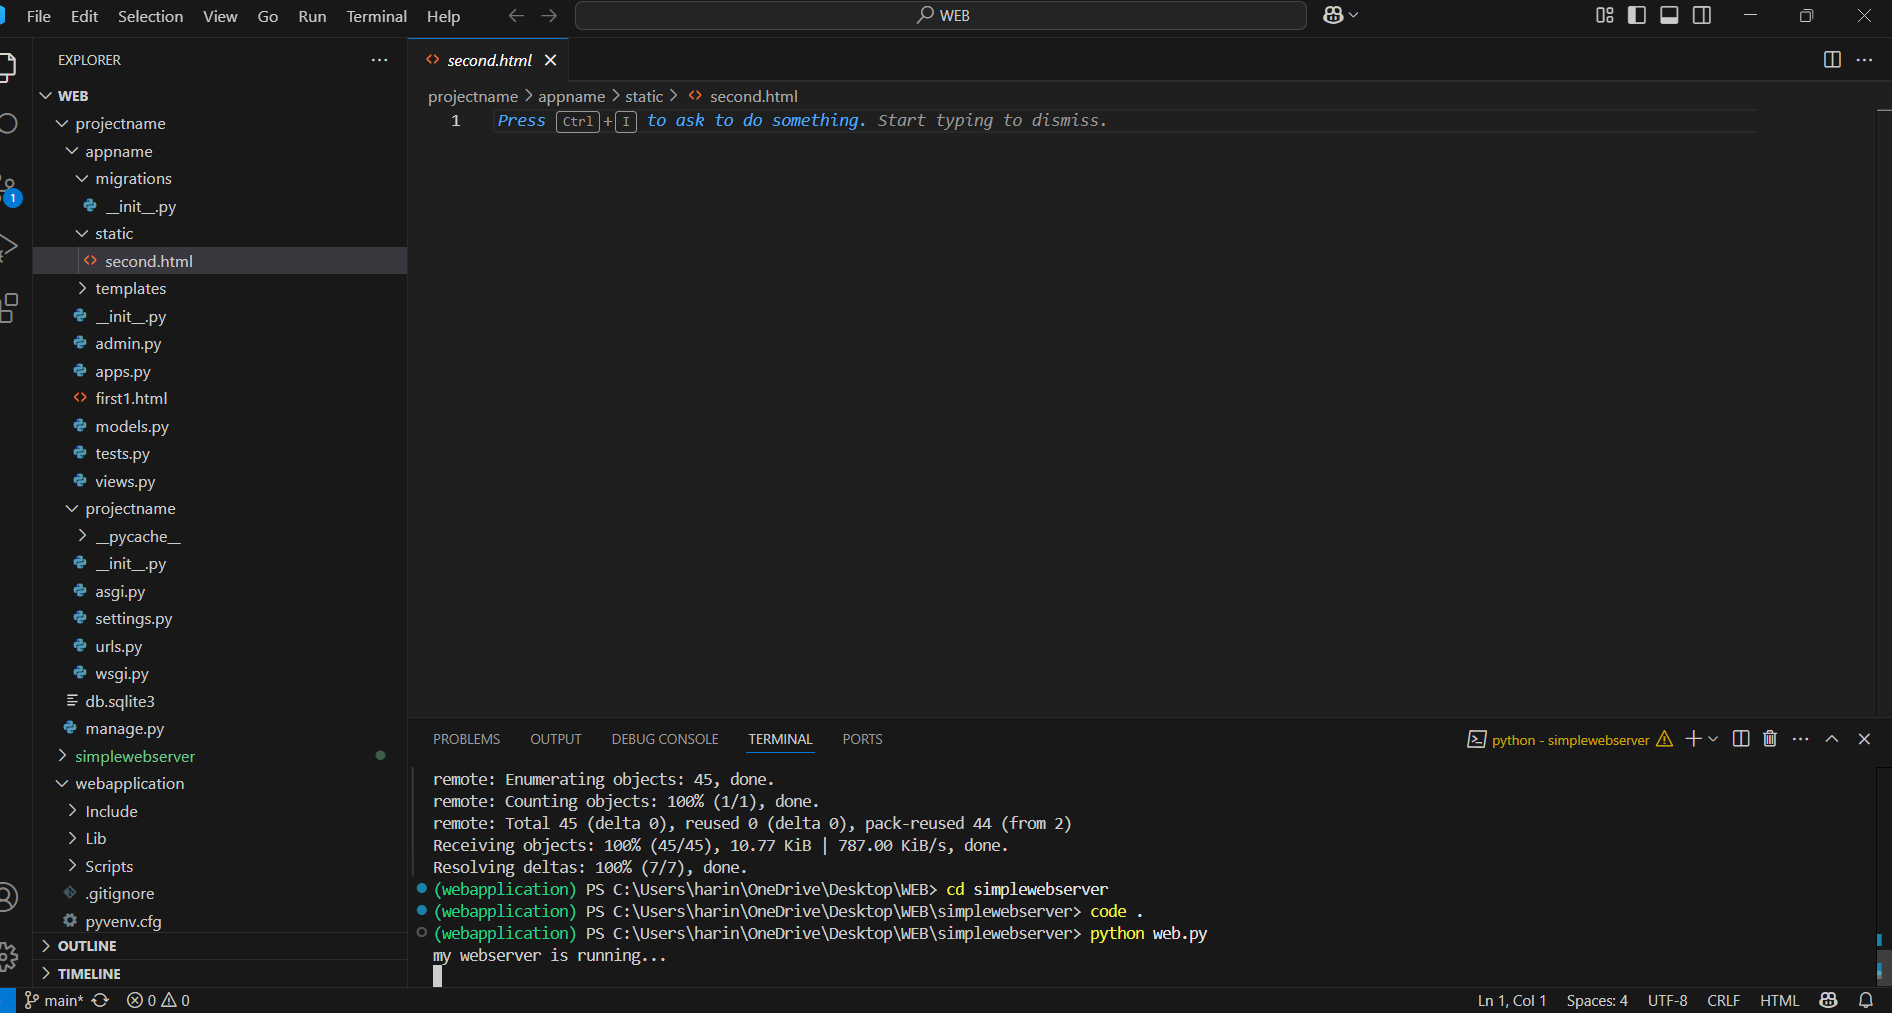 File Edit Selection View Go Run Terminal Help
WEB
EXPLORER
WEB
projectname
appname
migrations
__init__.py
static
second.html
templates
__init__.py
admin.py
apps.py
first1.html
models.py
tests.py
views.py
projectname
__pycache__
__init__.py
asgi.py
settings.py
urls.py
wsgi.py
db.sqlite3
manage.py
simplewebserver
webapplication
Include
Lib
Scripts
.gitignore
pyvenv.cfg
OUTLINE
TIMELINE
1
second.html
projectname > appname > static > second.html
1 Press Ctrl+I to ask to do something. Start typing to dismiss.
PROBLEMS OUTPUT DEBUG CONSOLE TERMINAL PORTS
python - simplewebserver
remote: Enumerating objects: 45, done.
remote: Counting objects: 100% (1/1), done.
remote: Total 45 (delta 0), reused 0 (delta 0), pack-reused 44 (from 2)
Receiving objects: 100% (45/45), 10.77 KiB | 787.00 KiB/s, done.
Resolving deltas: 100% (7/7), done.
(webapplication) PS C:\Users\harin\OneDrive\Desktop\WEB> cd simplewebserver
(webapplication) PS C:\Users\harin\OneDrive\Desktop\WEB\simplewebserver> code .
(webapplication) PS C:\Users\harin\OneDrive\Desktop\WEB\simplewebserver> python web.py
my webserver is running...
main* 0 0
Ln 1, Col 1 Spaces: 4 UTF-8 CRLF HTML